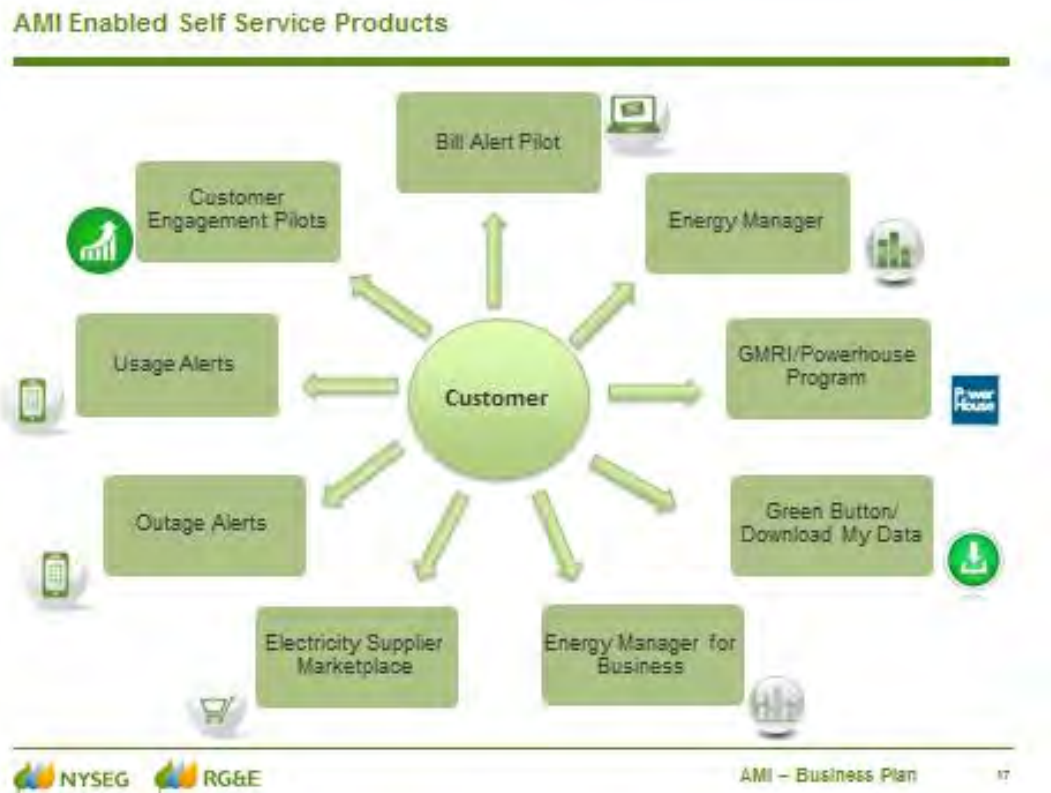 AMI Enabled Self Service Products
Bill Alert Pilot
Customer
Engagement Pilots
Energy Manager
Usage Alerts
GMRI/Powerhouse
Program
Power
House
Customer
Outage Alerts
Green Button/
Download My Data
Electricity Supplier
Marketplace
Energy Manager for
Business
NYSEG
RG&E
AMI – Business Plan
17